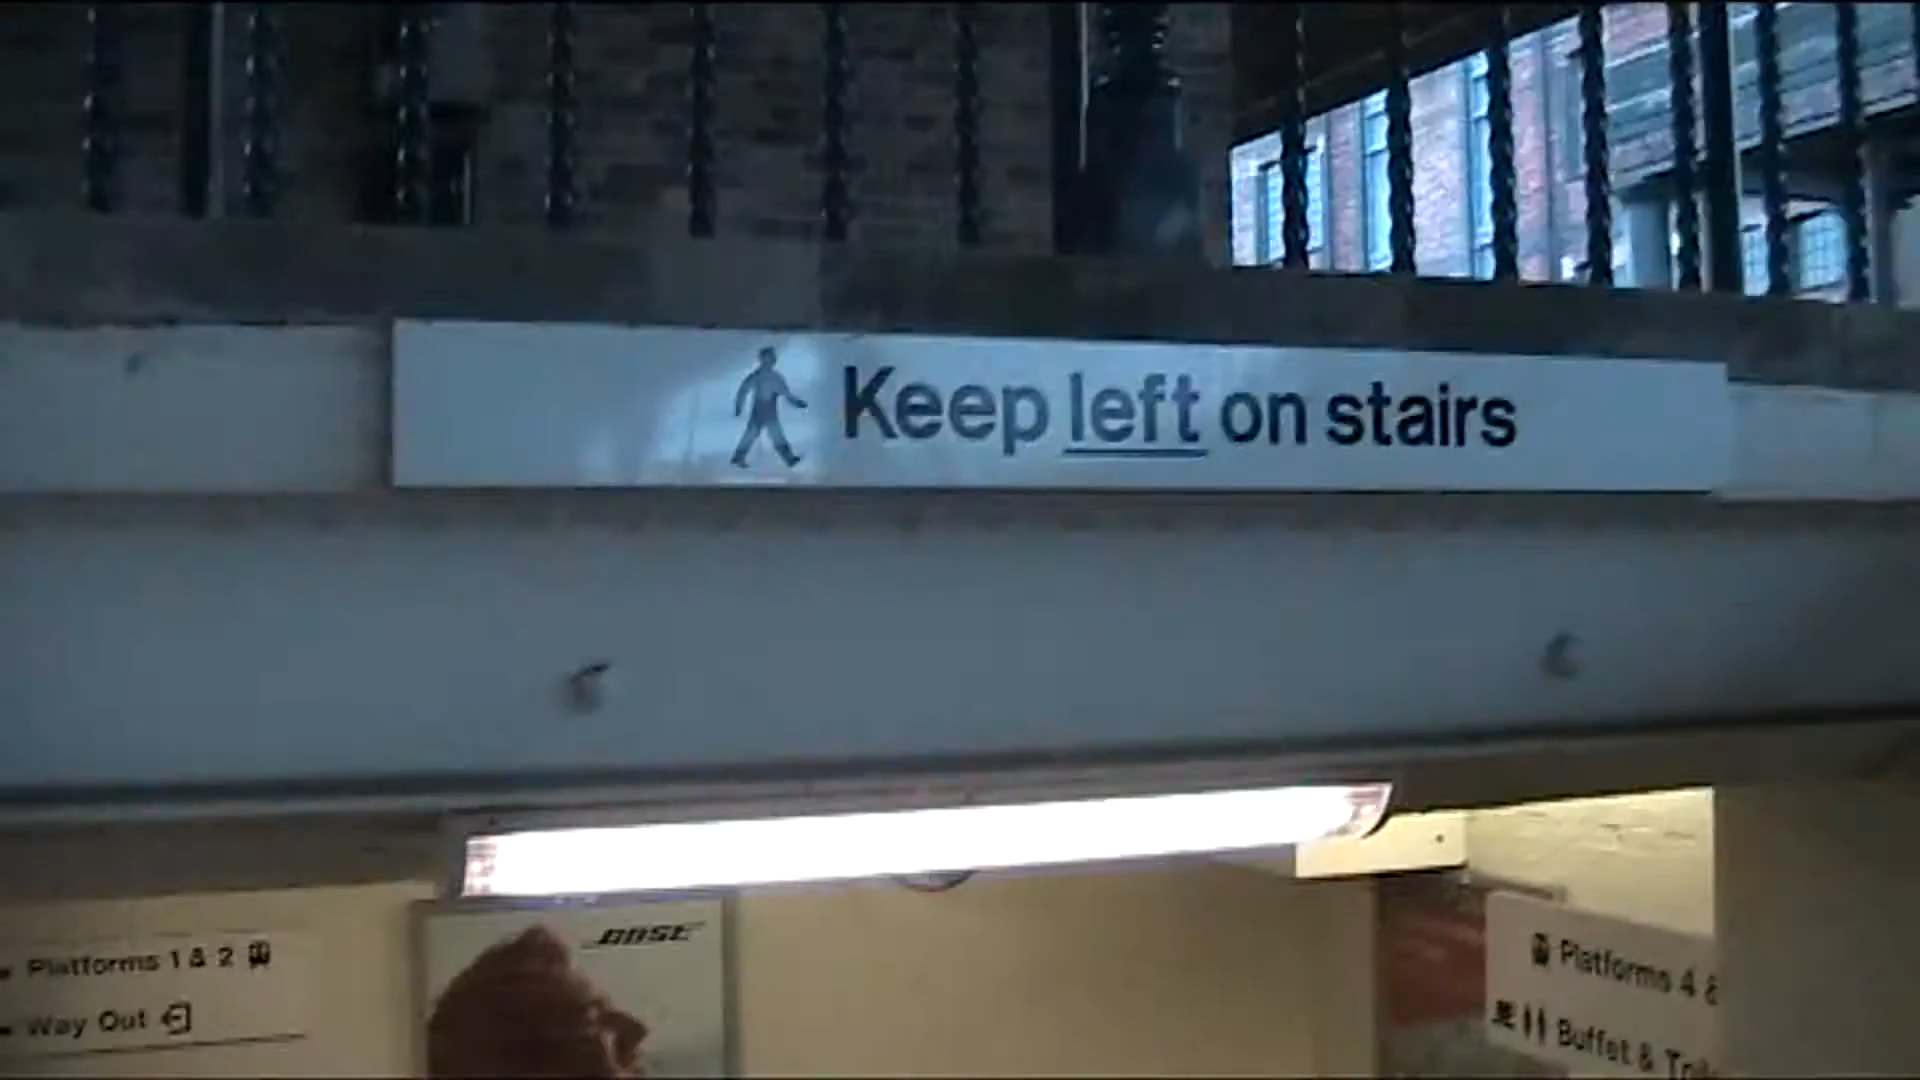 Keep left on stairs
BOSE
Platforms 1 & 2
Way Out
Platforms 4 &
Buffet &